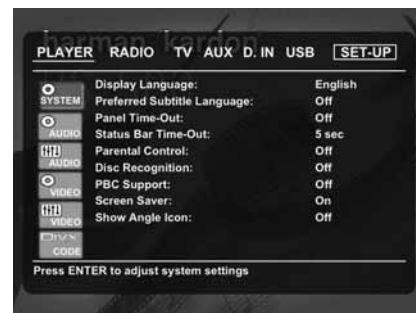 harman kardon
PLAYER RADIO TV AUX D. IN USB SET-UP
SYSTEM
AUDIO
AUDIO
VIDEO
VIDEO
DivX
CODE
Display Language: English
Preferred Subtitle Language: Off
Panel Time-Out: Off
Status Bar Time-Out: 5 sec
Parental Control: Off
Disc Recognition: Off
PBC Support: Off
Screen Saver: On
Show Angle Icon: Off
Press ENTER to adjust system settings